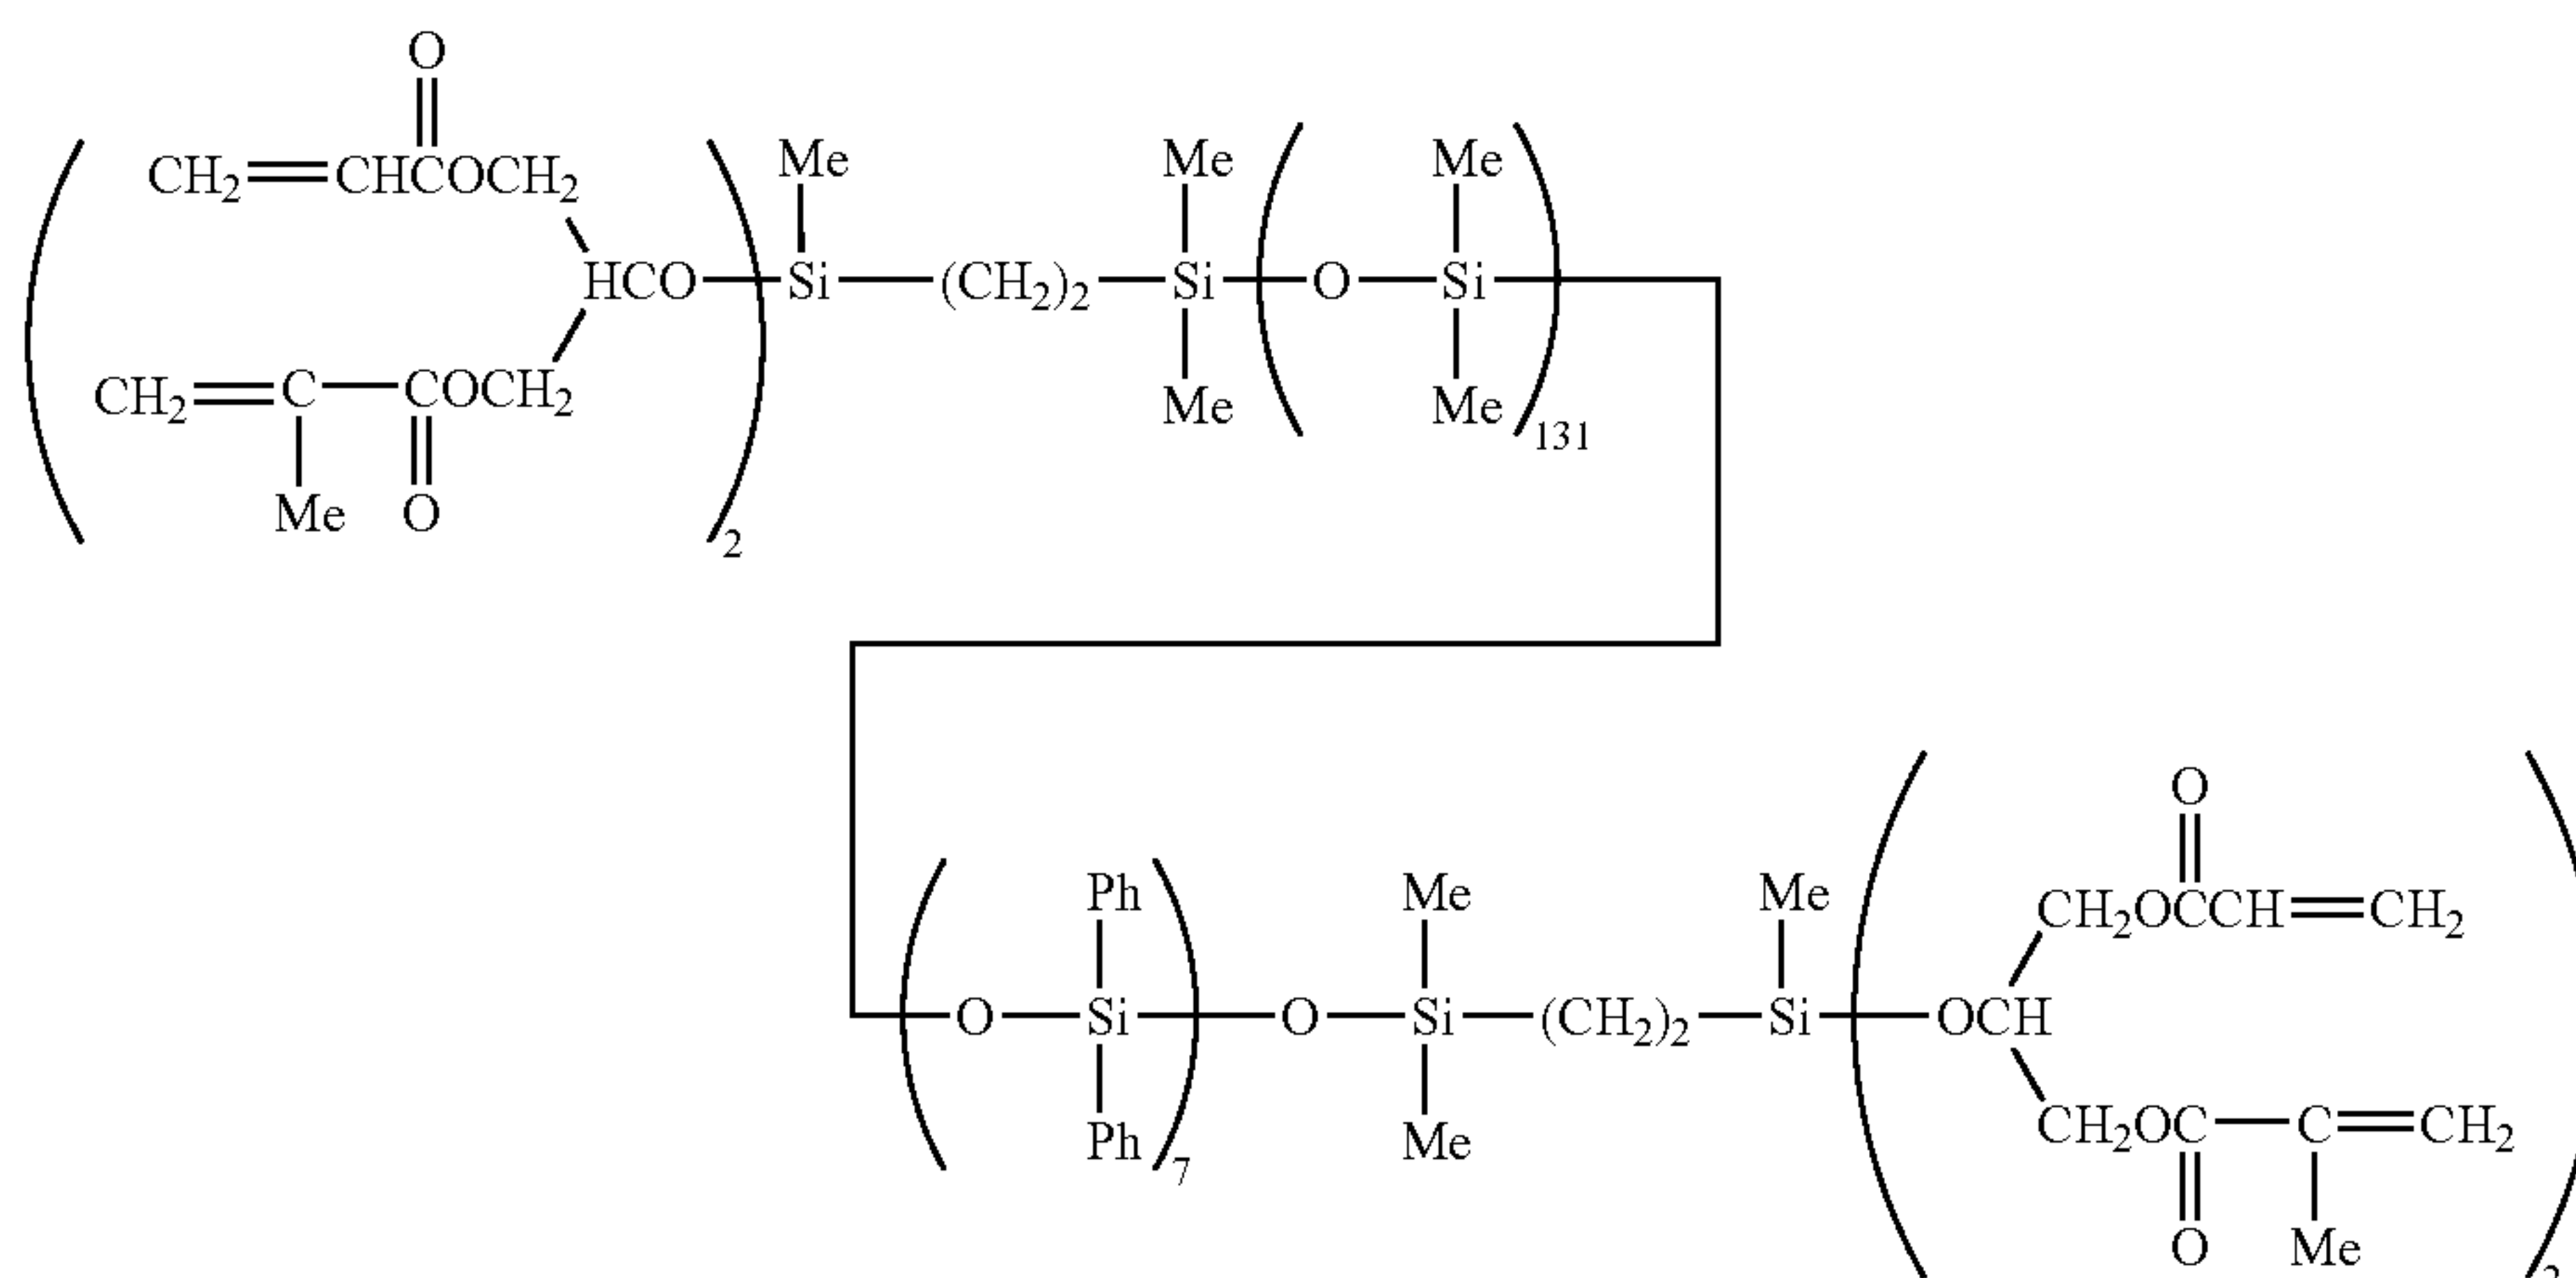 O
CH2=CHCOCH2 Me Me Me
HCO—Si—(CH2)2—Si—O—Si
CH2=C—COCH2 Me Me 131
Me O 2
O
Ph Me Me CH2OCCH=CH2
O—Si—O—Si—(CH2)2—Si—OCH
Ph 7 Me CH2OC—C=CH2
O Me